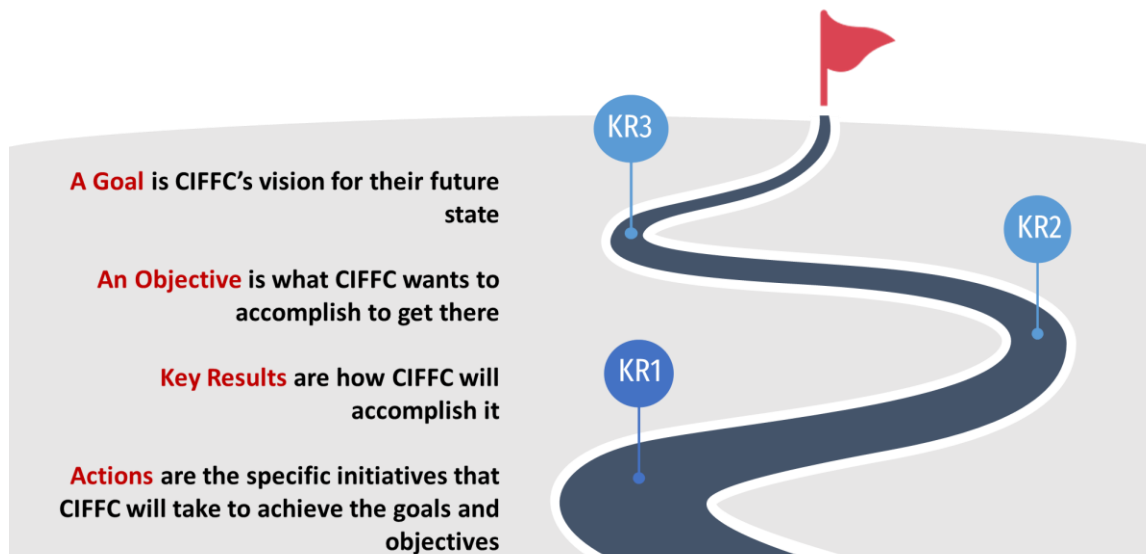 A Goal is CIFFC’s vision for their future
state
An Objective is what CIFFC wants to
accomplish to get there
Key Results are how CIFFC will
accomplish it
Actions are the specific initiatives that
CIFFC will take to achieve the goals and
objectives
KR3
KR2
KR1